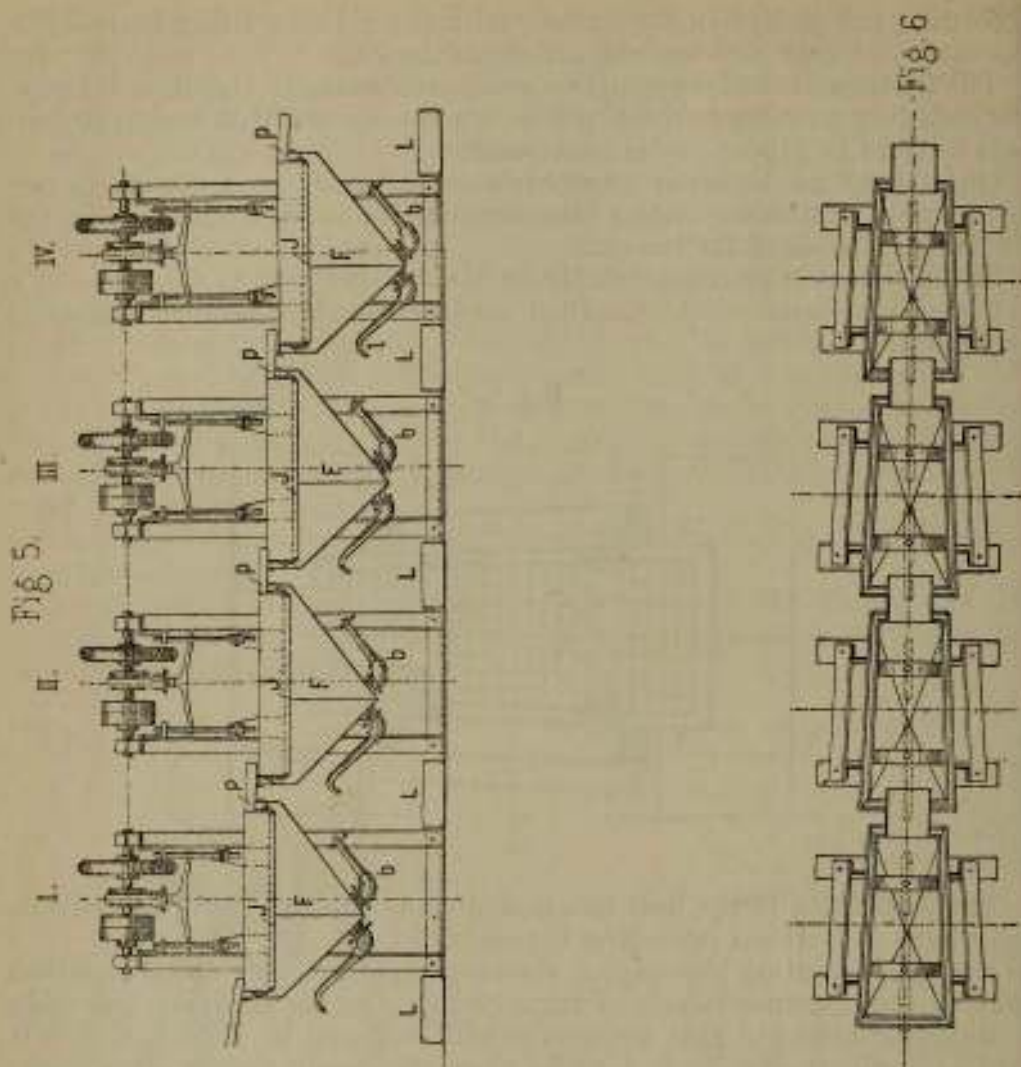 Fig 5.
I. II. III. IV.
P P P P
J J J J
F F F F
b b b b
l
L L L L L
Fig 6